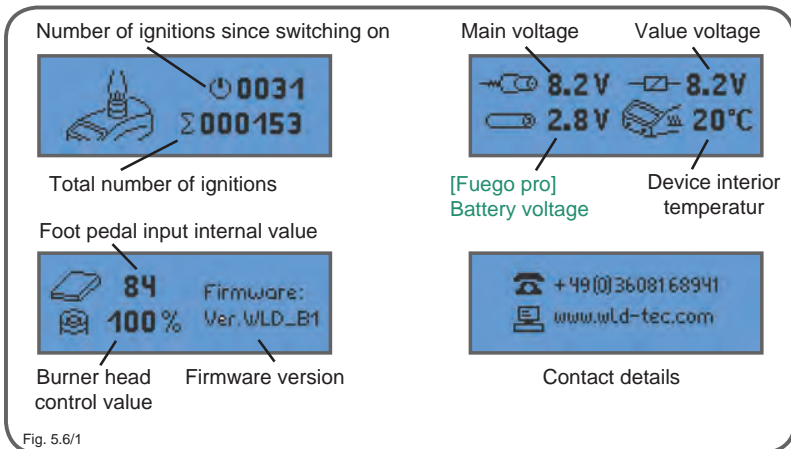 Number of ignitions since switching on
0031
Σ000153
Total number of ignitions
Main voltage
Value voltage
8.2V
8.2V
2.8V
20°C
[Fuego pro]
Battery voltage
Device interior
temperatur
Foot pedal input internal value
84
100%
Firmware:
Ver.WLD_B1
Burner head
control value
Firmware version
+49(0)3608168941
www.wld-tec.com
Contact details
Fig. 5.6/1